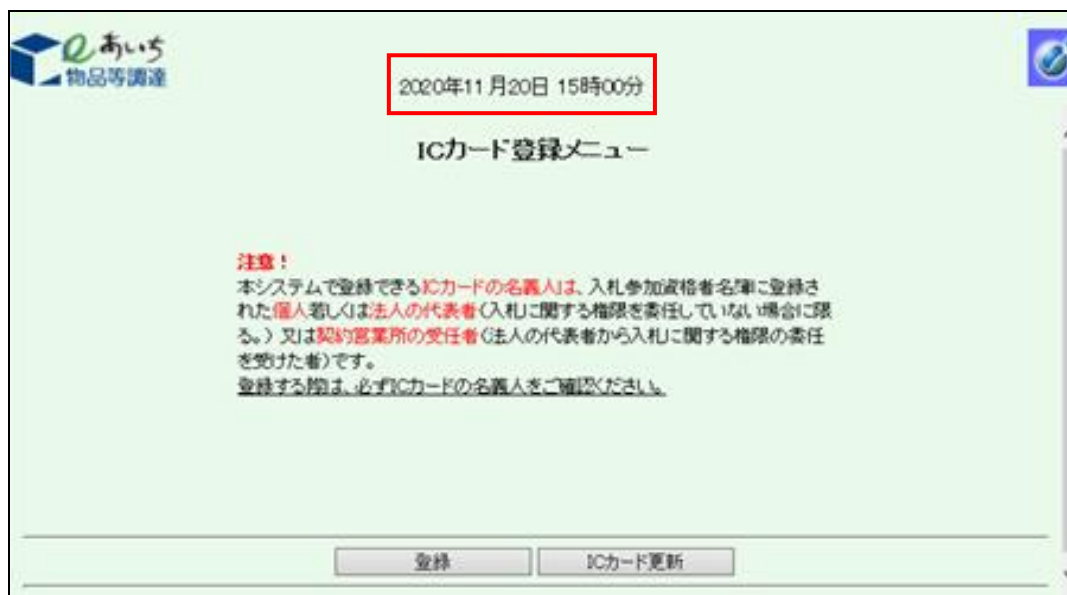 あいち
物品等調達
2020年11月20日 15時00分
ICカード登録メニュー
注意！
本システムで登録できるICカードの名義人は、入札参加資格者名簿に登録さ
れた個人若しくは法人の代表者（入札に関する権限を委任していない場合に限
る。）又は契約営業所の受任者（法人の代表者から入札に関する権限の委任
を受けた者）です。
登録する際は、必ずICカードの名義人をご確認ください。
登録
ICカード更新